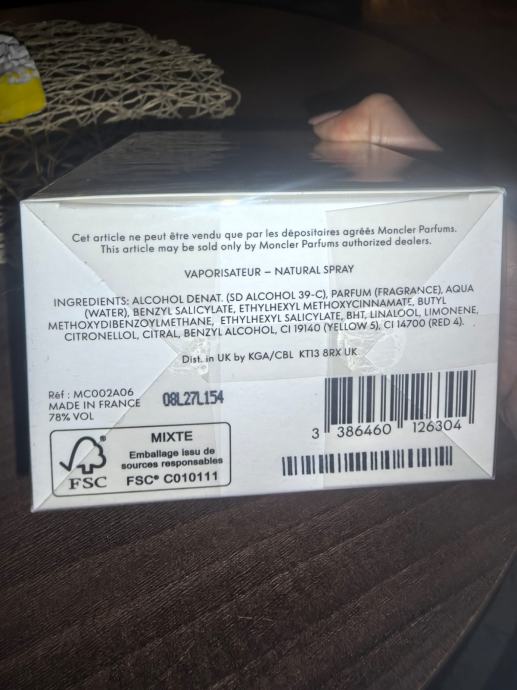 Cet article ne peut être vendu que par les dépositaires agréés Moncler Parfums.
This article may be sold only by Moncler Parfums authorized dealers.
VAPORISATEUR – NATURAL SPRAY
INGREDIENTS: ALCOHOL DENAT. (SD ALCOHOL 39-C), PARFUM (FRAGRANCE), AQUA
(WATER), BENZYL SALICYLATE, ETHYLHEXYL METHOXYCINNAMATE, BUTYL
METHOXYDIBENZOYLMETHANE, ETHYLHEXYL SALICYLATE, BHT, LINALOOL, LIMONENE,
CITRONELLOL, CITRAL, BENZYL ALCOHOL, CI 19140 (YELLOW 5), CI 14700 (RED 4).
Dist. in UK by KGA/CBL KT13 8RX UK
Réf : MC002A06
MADE IN FRANCE
78% VOL
08L27L154
FSC
MIXTE
Emballage issu de
sources responsables
FSC® C010111
3 386460 126304